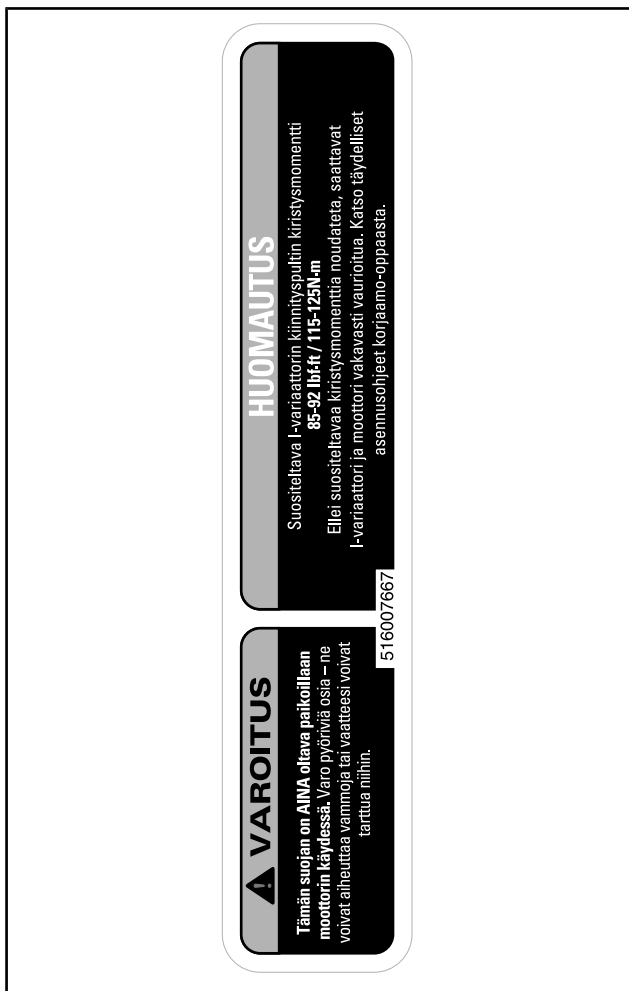 ⚠ VAROITUS
Tämän suojan on AINA oltava paikoillaan
moottorin käydessä. Varo pyöriviä osia – ne
voivat aiheuttaa vammoja tai vaatteesi voivat
tarttua niihin.
516007667
HUOMAUTUS
Suositeltava I-variaattorin kiinnityspultin kiristysmomentti
85-92 lbf-ft / 115-125N-m
Ellei suositeltavaa kiristysmomenttia noudateta, saattavat
I-variaattori ja moottori vakavasti vaurioitua. Katso täydelliset
asennusohjeet korjaamo-oppaasta.